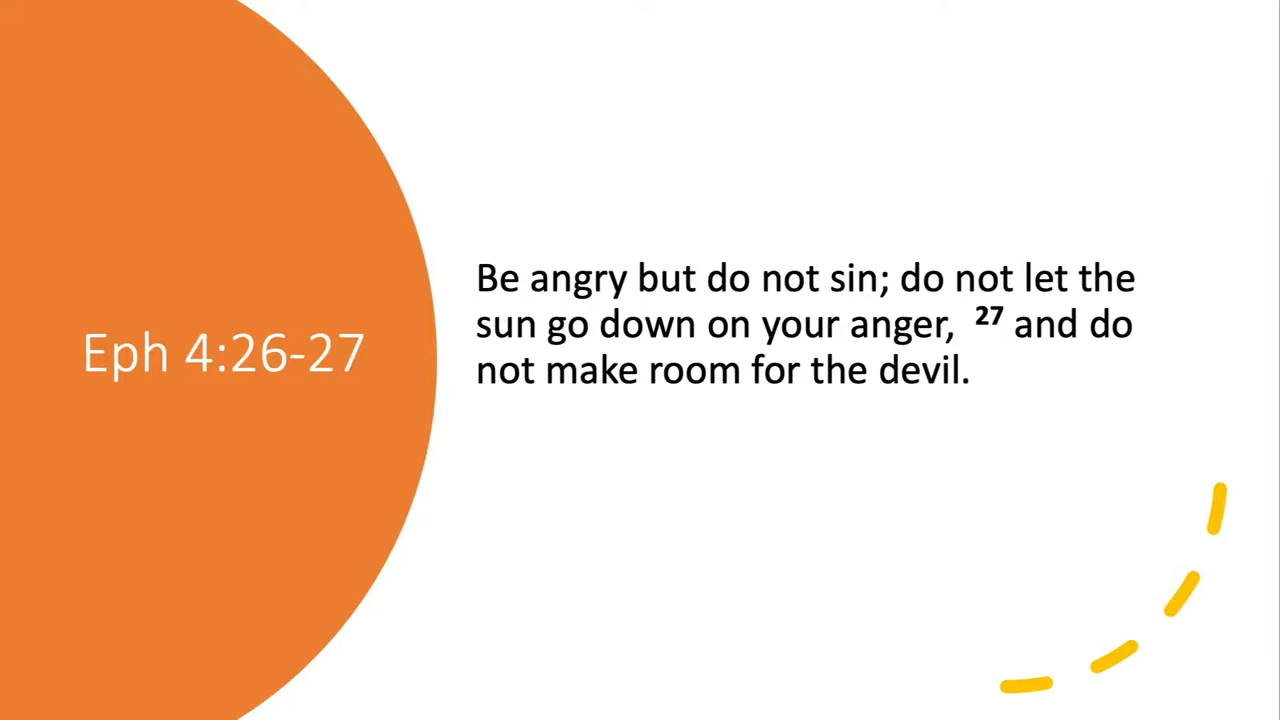 Eph 4:26-27
Be angry but do not sin; do not let the
sun go down on your anger, 27 and do
not make room for the devil.